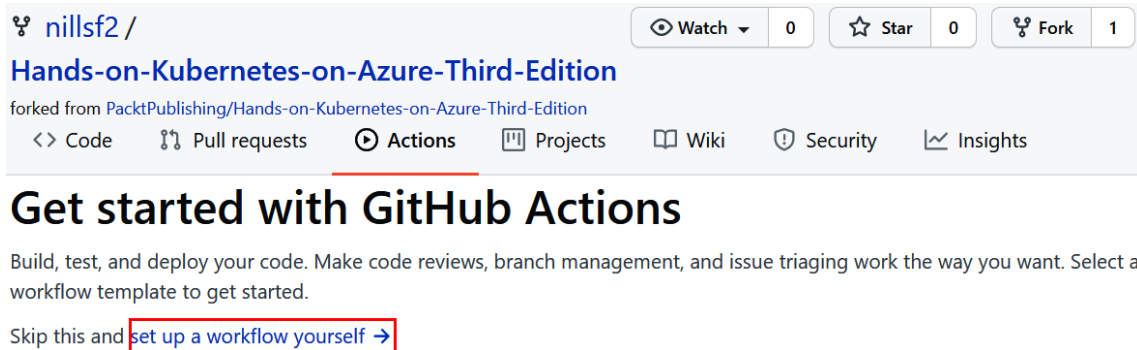 nillsf2 /
Watch 0 Star 0 Fork 1
Hands-on-Kubernetes-on-Azure-Third-Edition
forked from PacktPublishing/Hands-on-Kubernetes-on-Azure-Third-Edition
<> Code Pull requests Actions Projects Wiki Security Insights
Get started with GitHub Actions
Build, test, and deploy your code. Make code reviews, branch management, and issue triaging work the way you want. Select a
workflow template to get started.
Skip this and set up a workflow yourself →